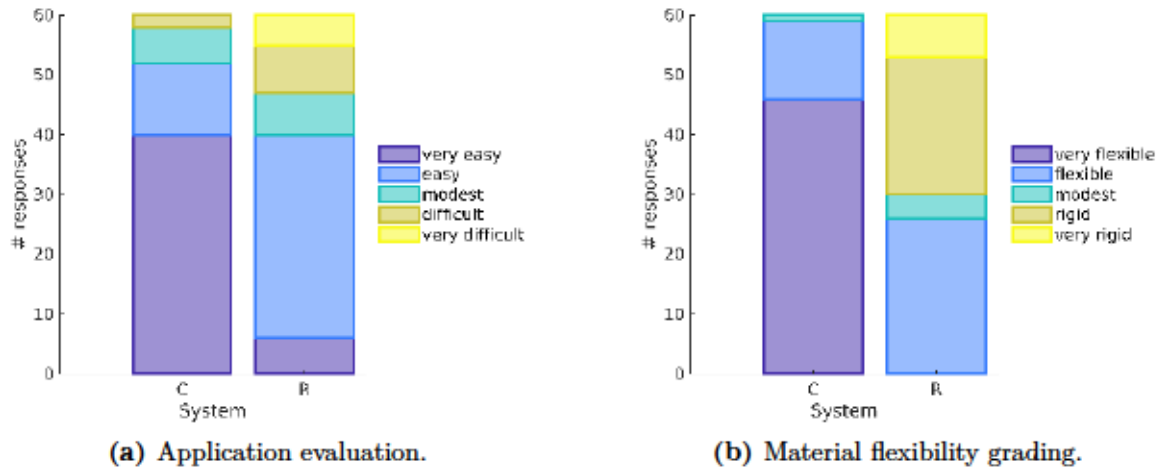 60
50
40
30
20
10
0
# responses
C
R
System
very easy
easy
modest
difficult
very difficult
(a) Application evaluation.
60
50
40
30
20
10
0
# responses
C
R
System
very flexible
flexible
modest
rigid
very rigid
(b) Material flexibility grading.